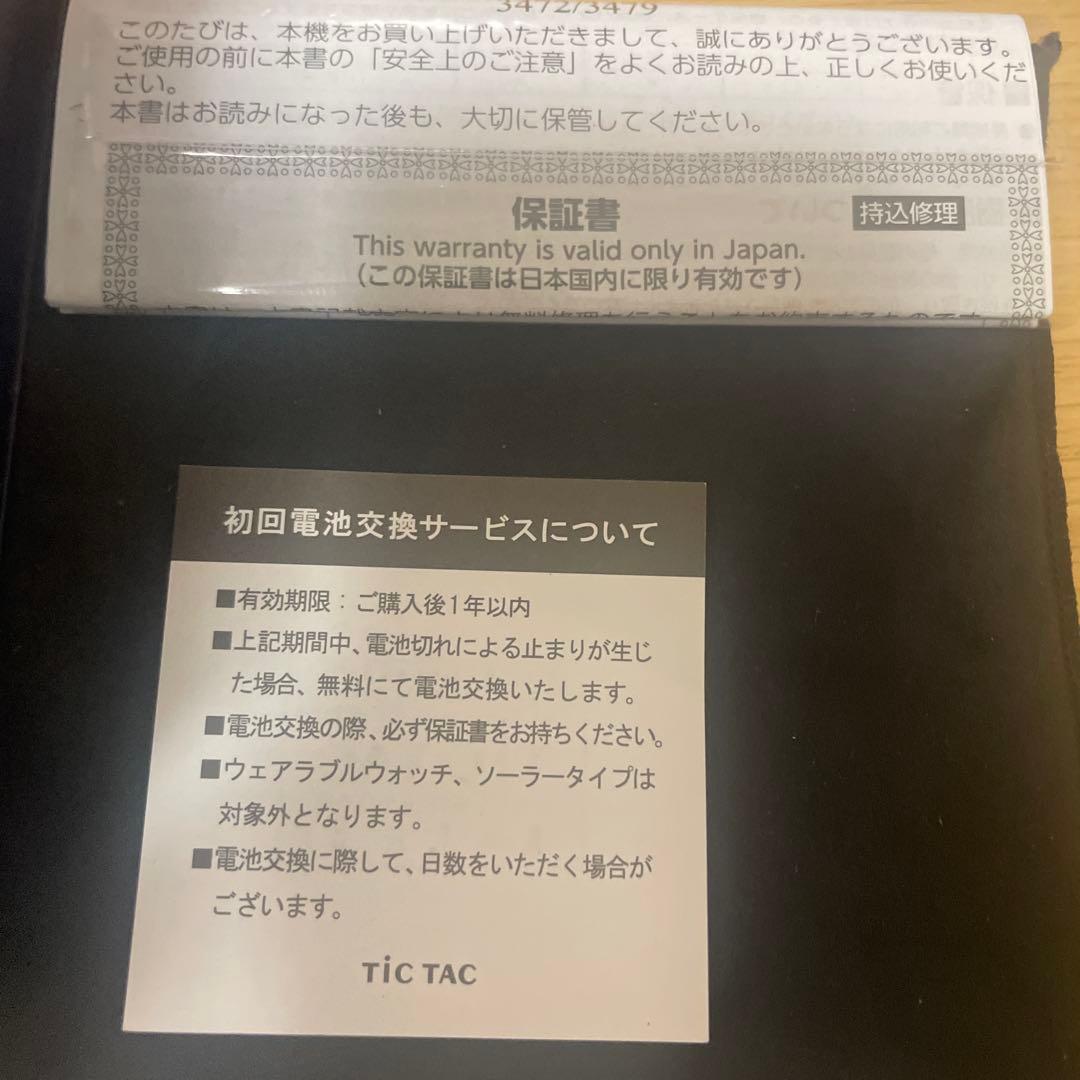 3472/3479
このたびは、本機をお買い上げいただきまして、誠にありがとうございます。
ご使用の前に本書の「安全上のご注意」をよくお読みの上、正しくお使いくだ
さい。
本書はお読みになった後も、大切に保管してください。
保証書
持込修理
This warranty is valid only in Japan.
(この保証書は日本国内に限り有効です)
初回電池交換サービスについて
■有効期限:ご購入後1年以内
■上記期間中、電池切れによる止まりが生じ
た場合、無料にて電池交換いたします。
■電池交換の際、必ず保証書をお持ちください。
■ウェアラブルウォッチ、ソーラータイプは
対象外となります。
■電池交換に際して、日数をいただく場合が
ございます。
TiC TAC